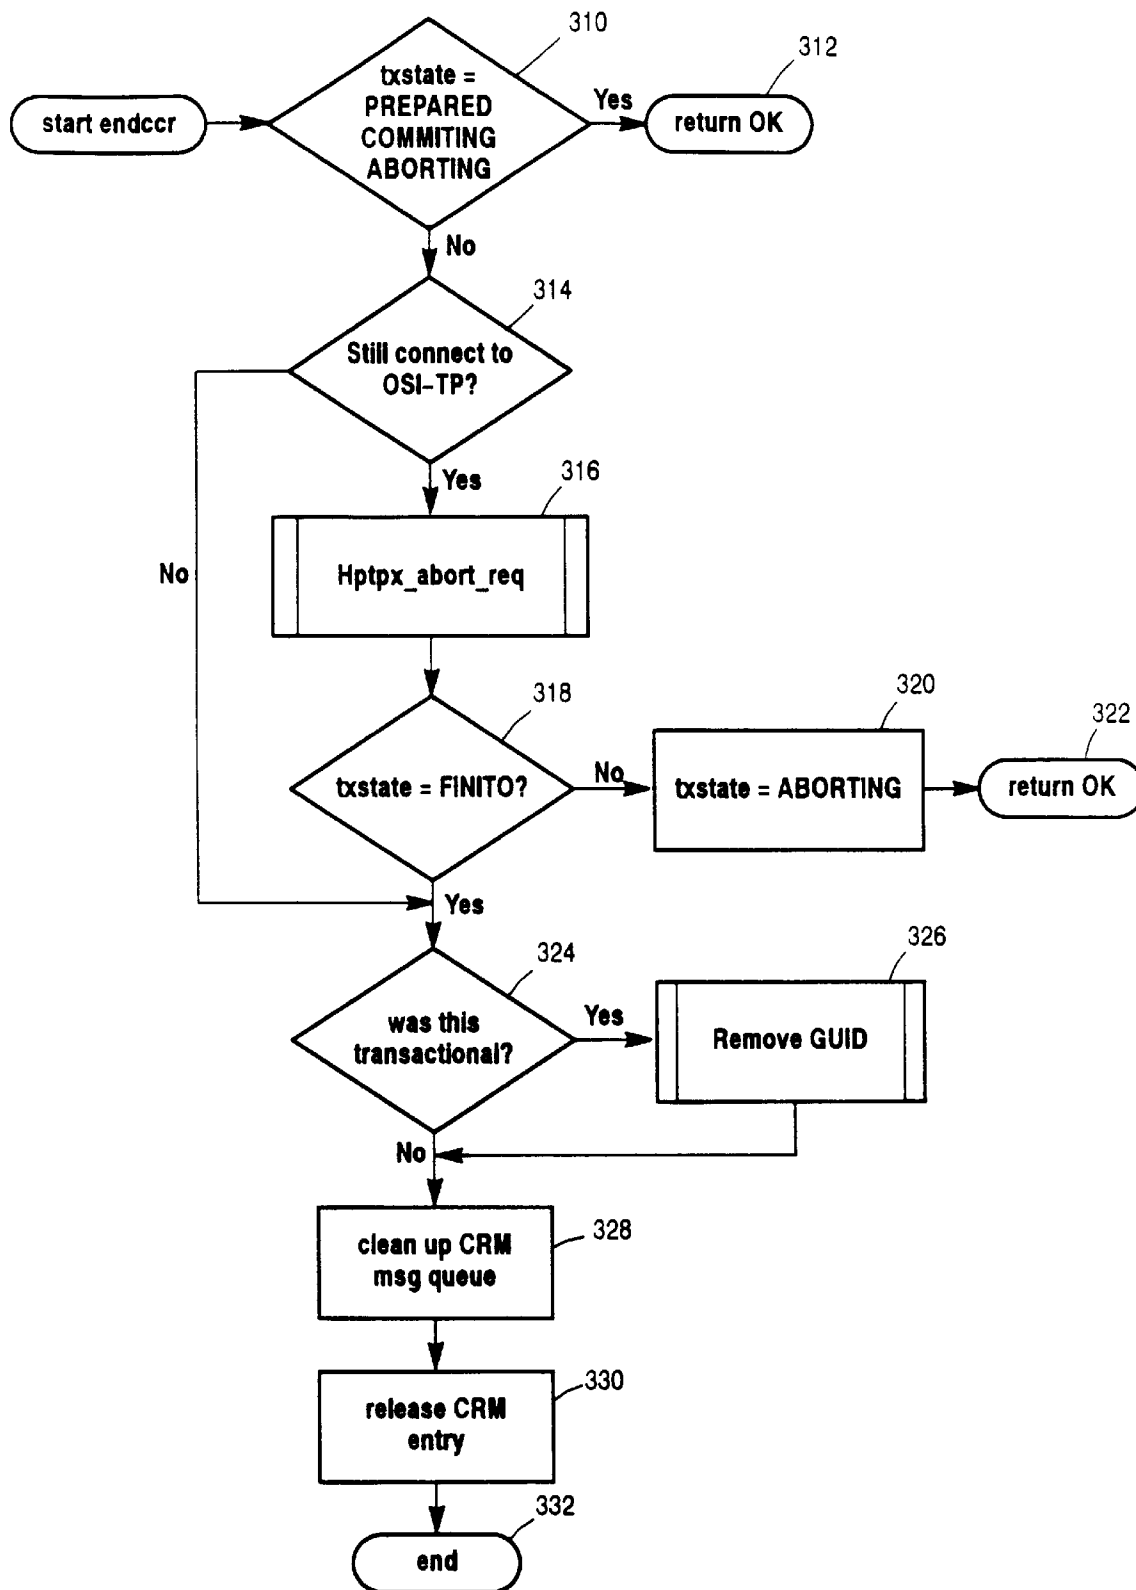 310
312
start endccr
txstate =
PREPARED
COMMITING
ABORTING
Yes
return OK
No
314
Still connect to
OSI-TP?
Yes
316
No
Hptpx_abort_req
318
320
322
txstate = FINITO?
No
txstate = ABORTING
return OK
Yes
324
326
was this
transactional?
Yes
Remove GUID
No
clean up CRM
msg queue
328
release CRM
entry
330
332
end